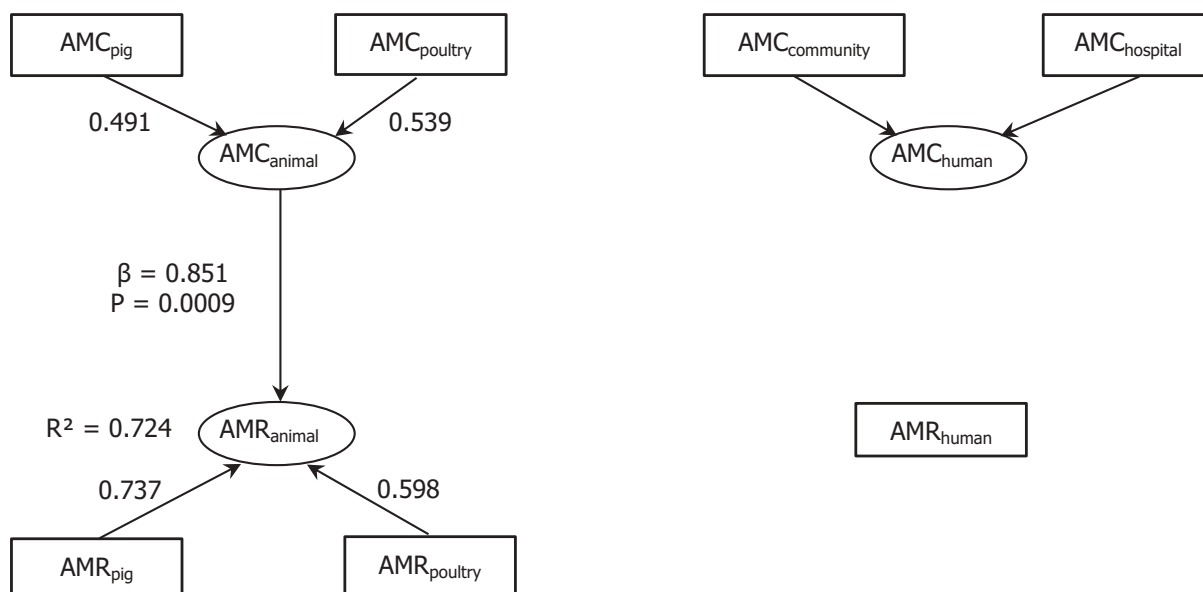 AMCpig
AMCpoultry
AMCcommunity
AMChospital
0.491
0.539
AMCanimal
AMChuman
β = 0.851
P = 0.0009
R² = 0.724
AMRanimal
AMRhuman
0.737
0.598
AMRpig
AMRpoultry